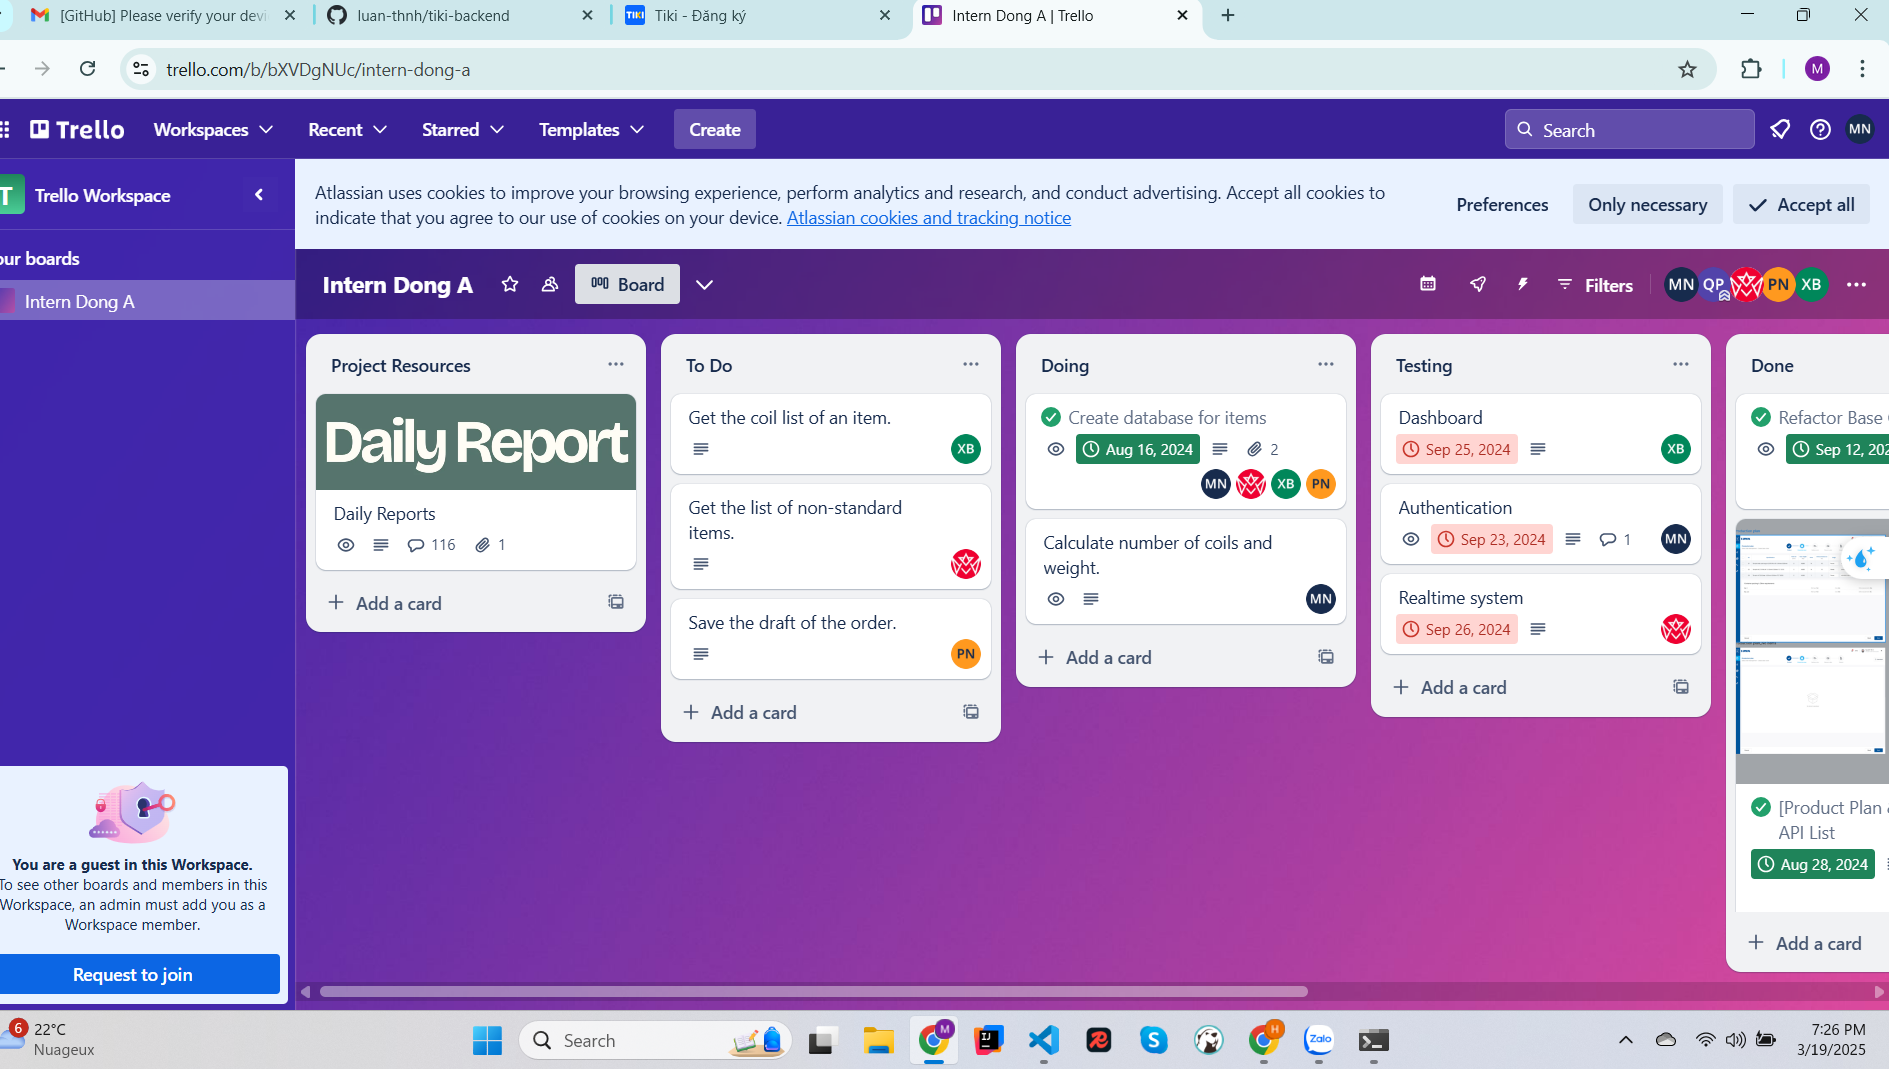 [GitHub] Please verify your devi
luan-thnh/tiki-backend
TIKI Tiki - Đăng ký
Intern Dong A | Trello
trello.com/b/bXVDgNUc/intern-dong-a
M
Trello
Workspaces
Recent
Starred
Templates
Create
Search
MN
T Trello Workspace
Atlassian uses cookies to improve your browsing experience, perform analytics and research, and conduct advertising. Accept all cookies to
indicate that you agree to our use of cookies on your device. Atlassian cookies and tracking notice
Preferences
Only necessary
Accept all
our boards
Intern Dong A
Intern Dong A
Board
Filters
MN QP PN XB
Project Resources
Daily Report
Daily Reports
116 1
Add a card
To Do
Get the coil list of an item.
XB
Get the list of non-standard
items.
Save the draft of the order.
PN
Add a card
Doing
Create database for items
Aug 16, 2024 2
MN XB PN
Calculate number of coils and
weight.
MN
Add a card
Testing
Dashboard
Sep 25, 2024 XB
Authentication
Sep 23, 2024 1 MN
Realtime system
Sep 26, 2024
Add a card
Done
Refactor Base
Sep 12, 202
[Product Plan
API List
Aug 28, 2024
Add a card
You are a guest in this Workspace.
To see other boards and members in this
Workspace, an admin must add you as a
Workspace member.
Request to join
6 22°C
Nuageux
Search
M
IJ
H
Zalo
7:26 PM
3/19/2025